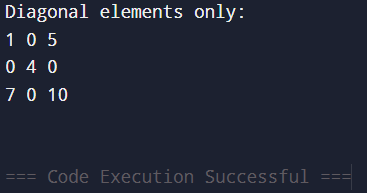 Diagonal elements only:
1 0 5
0 4 0
7 0 10
=== Code Execution Successful ===